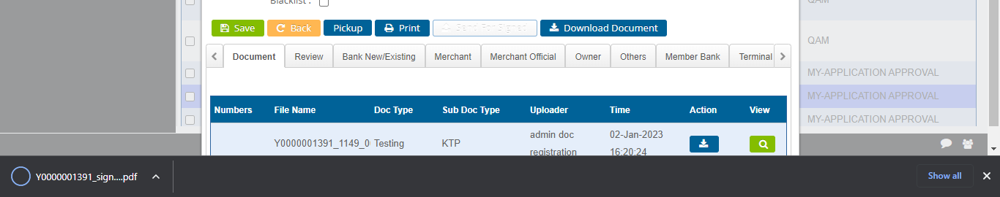 Blacklist :
QAM
Save Back Pickup Print Send For Signed Download Document
QAM
Document Review Bank New/Existing Merchant Merchant Official Owner Others Member Bank Terminal
MY-APPLICATION APPROVAL
MY-APPLICATION APPROVAL
Numbers File Name Doc Type Sub Doc Type Uploader Time Action View
MY-APPLICATION APPROVAL
Y0000001391_1149_0 Testing KTP
admin doc
registration
02-Jan-2023
16:20:24
Y0000001391_sign....pdf
Show all